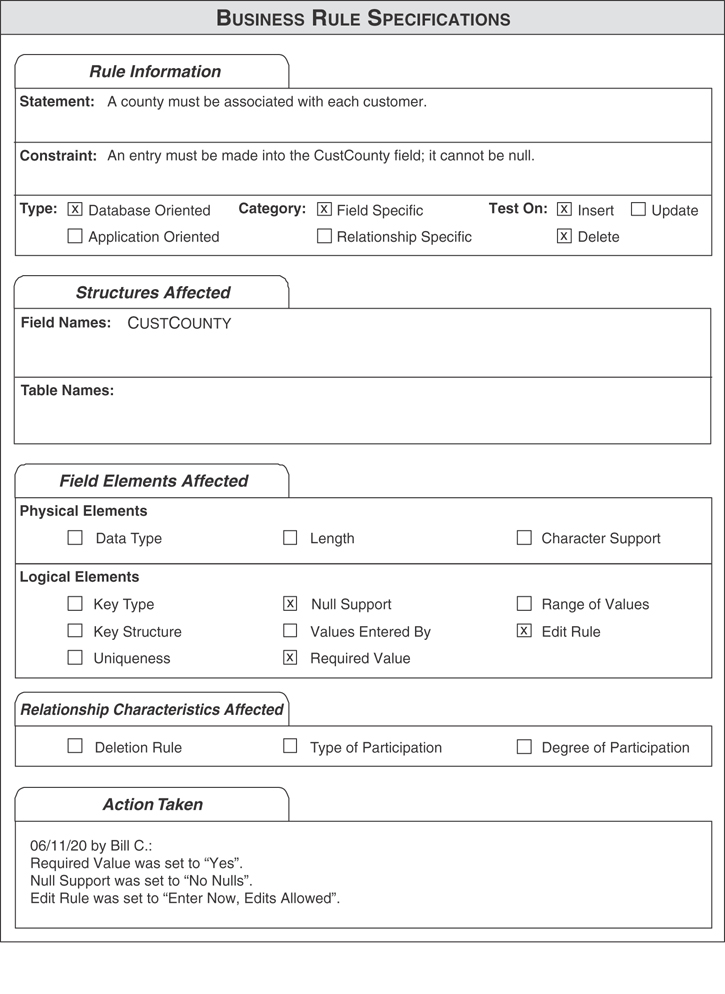 BUSINESS RULE SPECIFICATIONS
Rule Information
Statement: A county must be associated with each customer.
Constraint: An entry must be made into the CustCounty field; it cannot be null.
Type: [x] Database Oriented Category: [x] Field Specific Test On: [x] Insert [ ] Update
[ ] Application Oriented [ ] Relationship Specific [x] Delete
Structures Affected
Field Names: CUSTCOUNTY
Table Names:
Field Elements Affected
Physical Elements
[ ] Data Type [ ] Length [ ] Character Support
Logical Elements
[ ] Key Type [x] Null Support [ ] Range of Values
[ ] Key Structure [ ] Values Entered By [x] Edit Rule
[ ] Uniqueness [x] Required Value
Relationship Characteristics Affected
[ ] Deletion Rule [ ] Type of Participation [ ] Degree of Participation
Action Taken
06/11/20 by Bill C.:
Required Value was set to “Yes”.
Null Support was set to “No Nulls”.
Edit Rule was set to “Enter Now, Edits Allowed”.